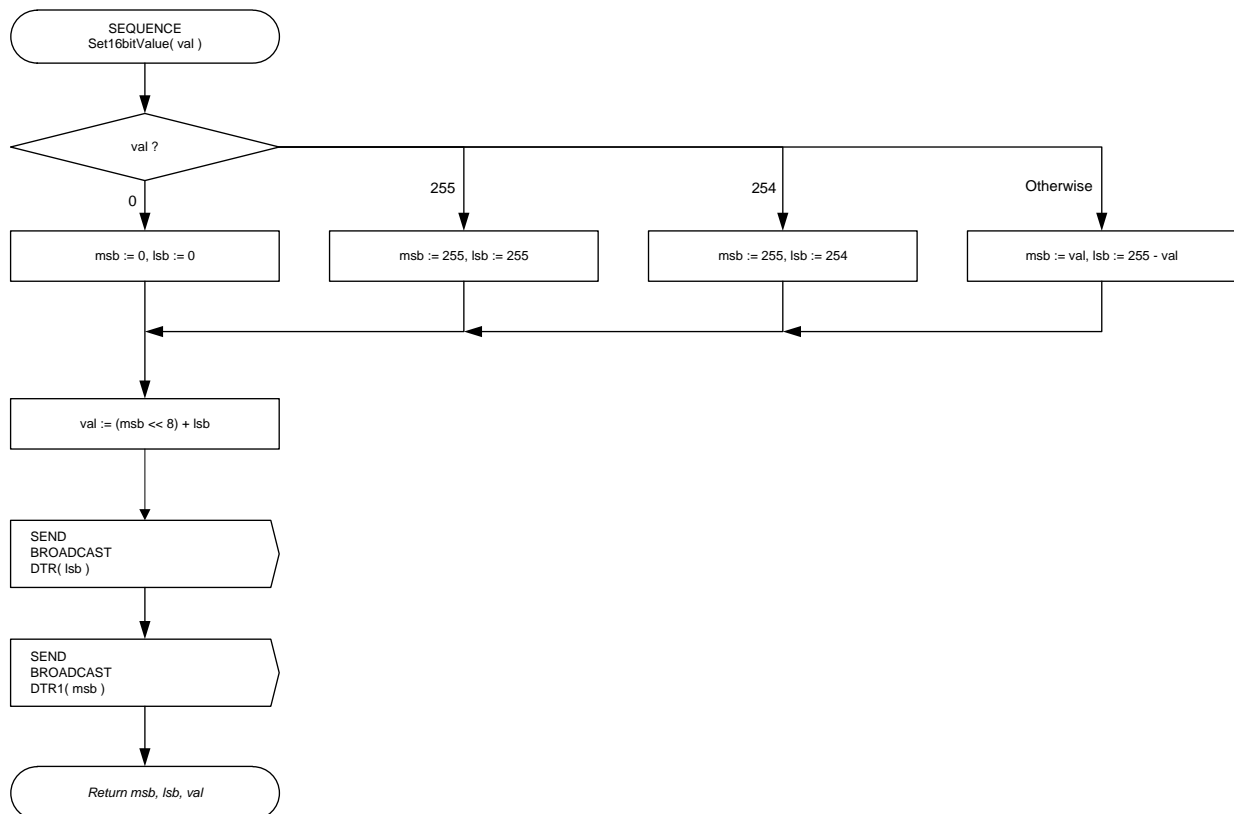 SEQUENCE
Set16bitValue( val )
val ?
0
255
254
Otherwise
msb := 0, lsb := 0
msb := 255, lsb := 255
msb := 255, lsb := 254
msb := val, lsb := 255 - val
val := (msb << 8) + lsb
SEND
BROADCAST
DTR( lsb )
SEND
BROADCAST
DTR1( msb )
Return msb, lsb, val